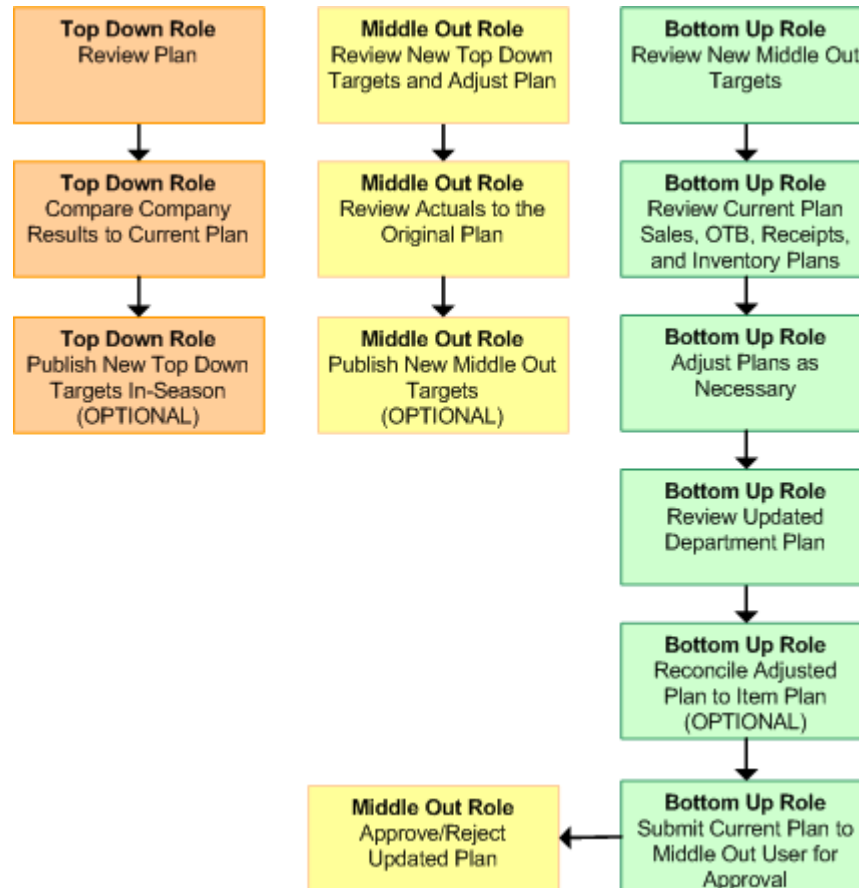 Top Down Role
Review Plan
Middle Out Role
Review New Top Down
Targets and Adjust Plan
Bottom Up Role
Review New Middle Out
Targets
Top Down Role
Compare Company
Results to Current Plan
Middle Out Role
Review Actuals to the
Original Plan
Bottom Up Role
Review Current Plan
Sales, OTB, Receipts,
and Inventory Plans
Top Down Role
Publish New Top Down
Targets In-Season
(OPTIONAL)
Middle Out Role
Publish New Middle Out
Targets
(OPTIONAL)
Bottom Up Role
Adjust Plans as
Necessary
Bottom Up Role
Review Updated
Department Plan
Bottom Up Role
Reconcile Adjusted
Plan to Item Plan
(OPTIONAL)
Middle Out Role
Approve/Reject
Updated Plan
Bottom Up Role
Submit Current Plan to
Middle Out User for
Approval